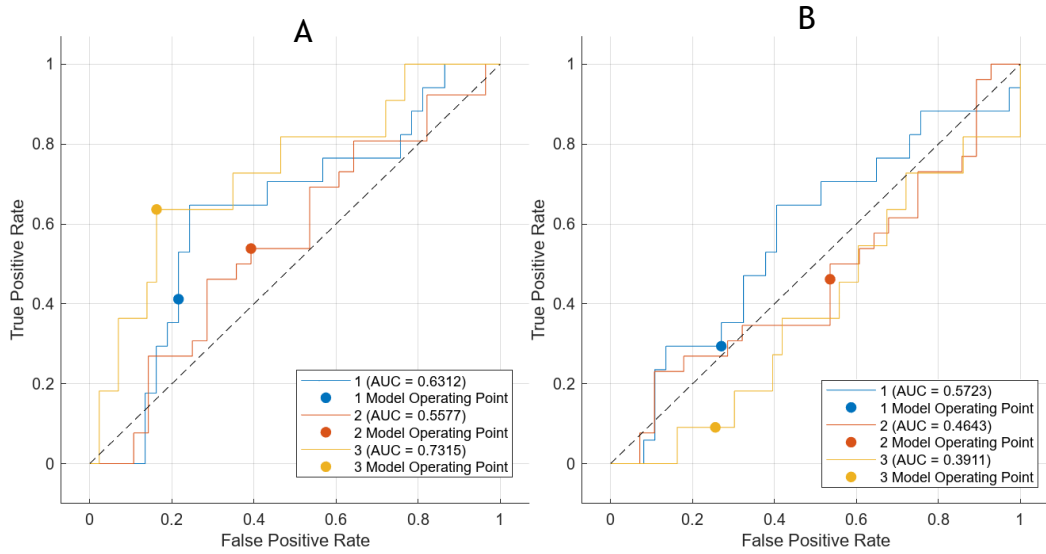 A
1
0.8
0.6
0.4
0.2
0
True Positive Rate
0
0.2
0.4
0.6
0.8
1
False Positive Rate
1 (AUC = 0.6312)
1 Model Operating Point
2 (AUC = 0.5577)
2 Model Operating Point
3 (AUC = 0.7315)
3 Model Operating Point
B
1
0.8
0.6
0.4
0.2
0
True Positive Rate
0
0.2
0.4
0.6
0.8
1
False Positive Rate
1 (AUC = 0.5723)
1 Model Operating Point
2 (AUC = 0.4643)
2 Model Operating Point
3 (AUC = 0.3911)
3 Model Operating Point